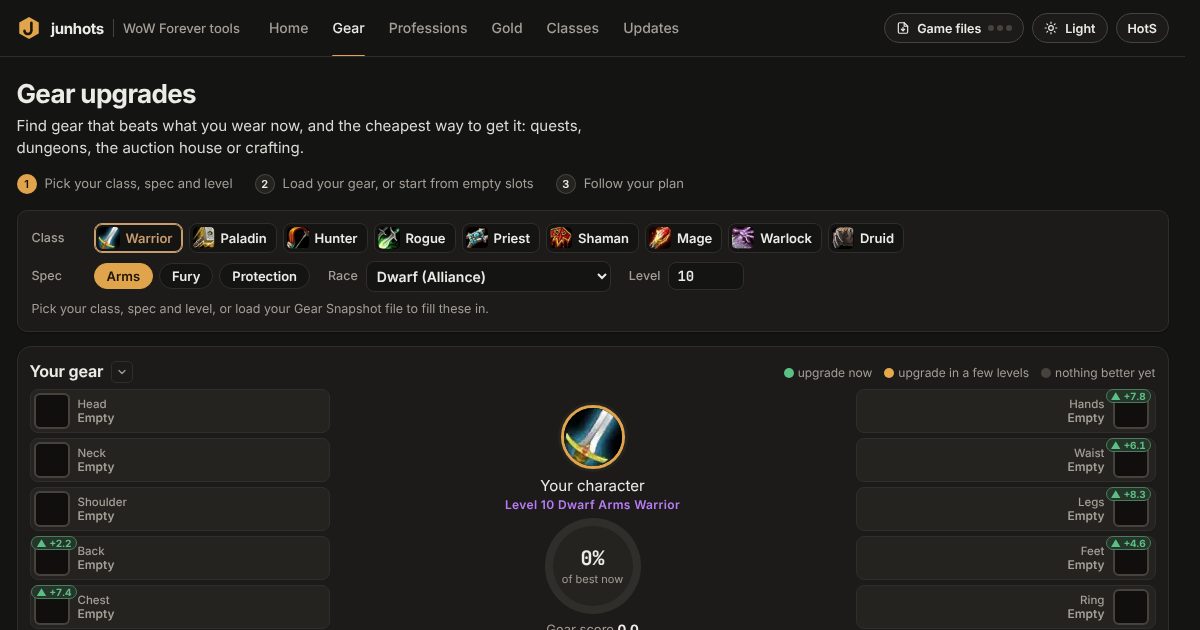 junhots
WoW Forever tools
Home
Gear
Professions
Gold
Classes
Updates
Game files
Light
HotS
Gear upgrades
Find gear that beats what you wear now, and the cheapest way to get it: quests,
dungeons, the auction house or crafting.
1 Pick your class, spec and level
2 Load your gear, or start from empty slots
3 Follow your plan
Class
Warrior
Paladin
Hunter
Rogue
Priest
Shaman
Mage
Warlock
Druid
Spec
Arms
Fury
Protection
Race
Dwarf (Alliance)
Level
10
Pick your class, spec and level, or load your Gear Snapshot file to fill these in.
Your gear
upgrade now
upgrade in a few levels
nothing better yet
Head
Empty
Neck
Empty
Shoulder
Empty
▲ +2.2
Back
Empty
▲ +7.4
Chest
Empty
Your character
Level 10 Dwarf Arms Warrior
0%
of best now
Gear score 0.0
Hands
Empty
▲ +7.8
Waist
Empty
▲ +6.1
Legs
Empty
▲ +8.3
Feet
Empty
▲ +4.6
Ring
Empty